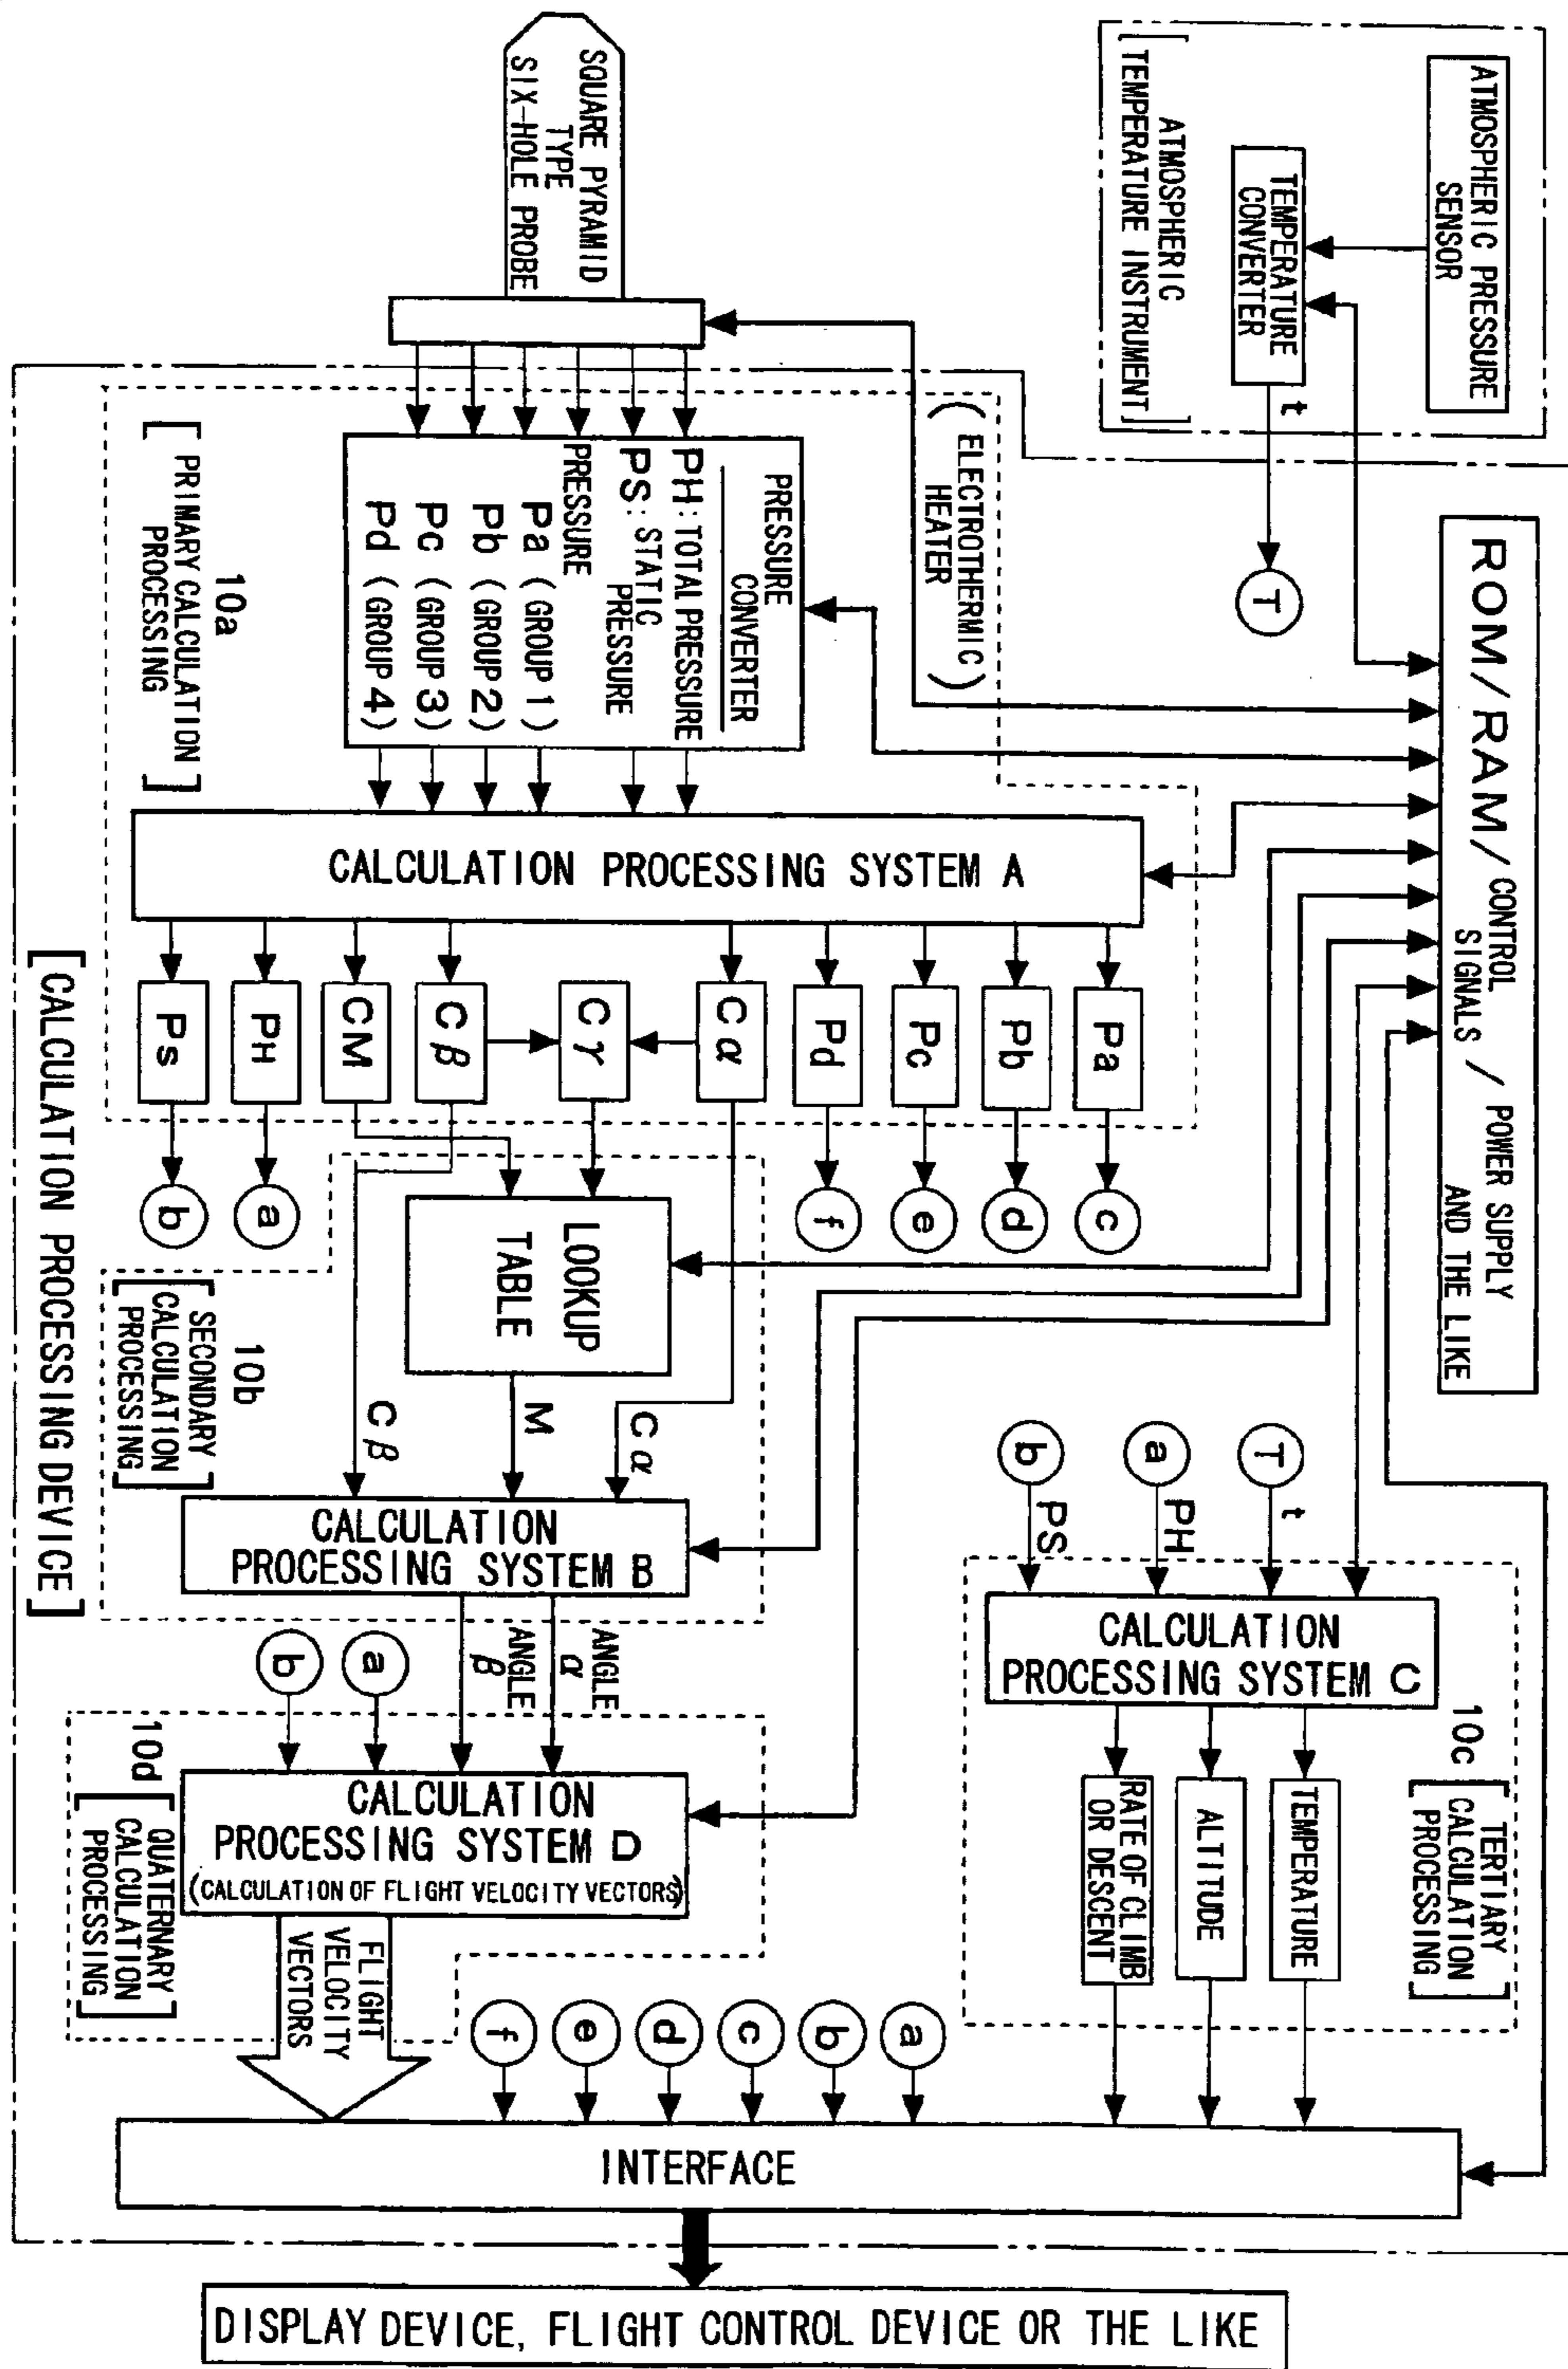 ATMOSPHERIC PRESSURE
SENSOR
TEMPERATURE
CONVERTER
t
T
[ATMOSPHERIC
TEMPERATURE INSTRUMENT]
ROM/RAM/CONTROL
SIGNALS / POWER SUPPLY
AND THE LIKE
SQUARE PYRAMID
TYPE
SIX-HOLE PROBE
(ELECTROTHERMIC
HEATER)
PRESSURE
CONVERTER
PH:TOTAL PRESSURE
PS: STATIC
PRESSURE
PRESSURE
Pa (GROUP 1)
Pb (GROUP 2)
Pc (GROUP 3)
Pd (GROUP 4)
10a
[PRIMARY CALCULATION
PROCESSING]
CALCULATION PROCESSING SYSTEM A
Pa
c
Pb
d
Pc
e
Pd
f
Cα
Cγ
Cβ
CM
PH
a
Ps
b
LOOKUP
TABLE
Cα
M
Cβ
10b
[SECONDARY
CALCULATION
PROCESSING]
CALCULATION
PROCESSING SYSTEM B
ANGLE
α
ANGLE
β
a
b
T
t
a
PH
b
PS
CALCULATION
PROCESSING SYSTEM C
10c
[TERTIARY
CALCULATION
PROCESSING]
TEMPERATURE
ALTITUDE
RATE OF CLIMB
OR DESCENT
CALCULATION
PROCESSING SYSTEM D
(CALCULATION OF FLIGHT VELOCITY VECTORS)
10d
[QUATERNARY
CALCULATION
PROCESSING]
FLIGHT
VELOCITY
VECTORS
a
b
c
d
e
f
INTERFACE
[CALCULATION PROCESSING DEVICE]
DISPLAY DEVICE, FLIGHT CONTROL DEVICE OR THE LIKE